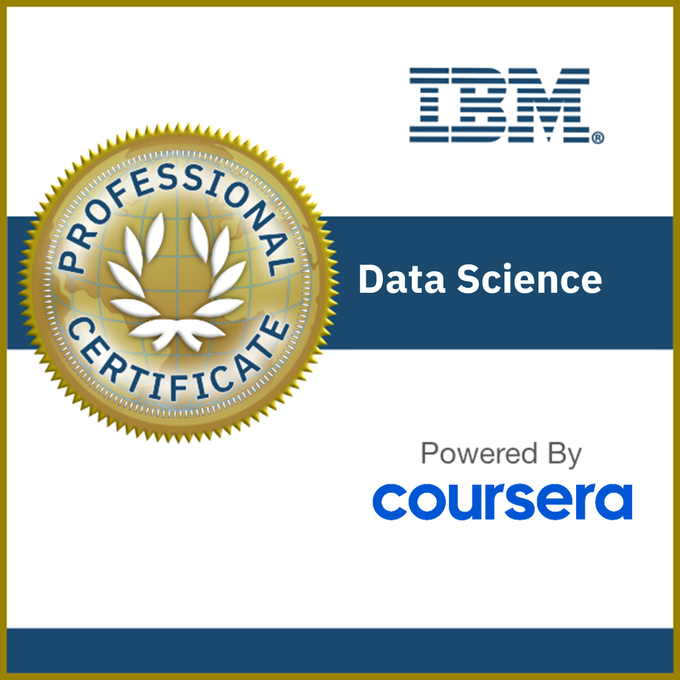 IBM®
PROFESSIONAL
CERTIFICATE
Data Science
Powered By
coursera